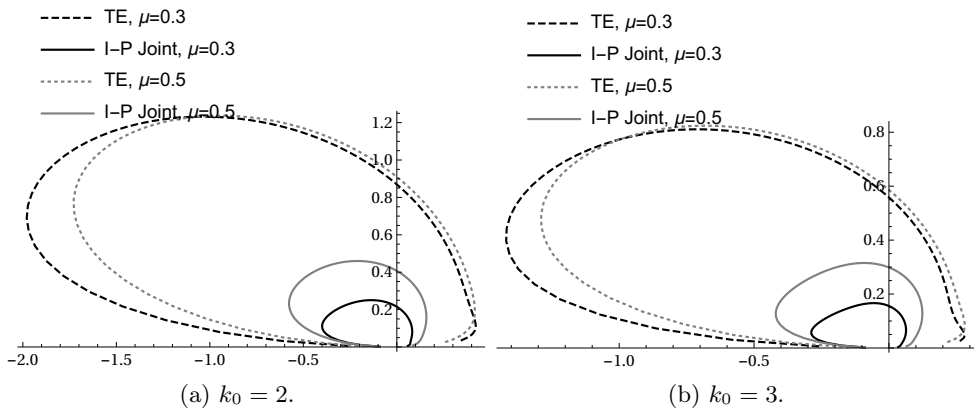 TE, μ=0.3
I−P Joint, μ=0.3
TE, μ=0.5
I−P Joint, μ=0.5
1.2
1.0
0.8
0.6
0.4
0.2
-2.0 -1.5 -1.0 -0.5
(a) k₀ = 2.
TE, μ=0.3
I−P Joint, μ=0.3
TE, μ=0.5
I−P Joint, μ=0.5
0.8
0.6
0.4
0.2
-1.0 -0.5
(b) k₀ = 3.